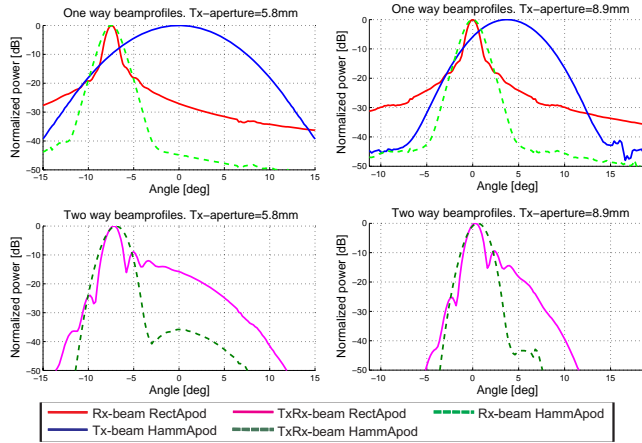 One way beamprofiles. Tx−aperture=5.8mm
Normalized power [dB]
0
−10
−20
−30
−40
−50
−15 −10 −5 0 5 10 15
Angle [deg]
One way beamprofiles. Tx−aperture=8.9mm
Normalized power [dB]
0
−10
−20
−30
−40
−50
−10 −5 0 5 10 15
Angle [deg]
Two way beamprofiles. Tx−aperture=5.8mm
Normalized power [dB]
0
−10
−20
−30
−40
−50
−15 −10 −5 0 5 10 15
Angle [deg]
Two way beamprofiles. Tx−aperture=8.9mm
Normalized power [dB]
0
−10
−20
−30
−40
−50
−10 −5 0 5 10 15
Angle [deg]
Rx-beam RectApod TxRx-beam RectApod Rx-beam HammApod
Tx-beam HammApod TxRx-beam HammApod